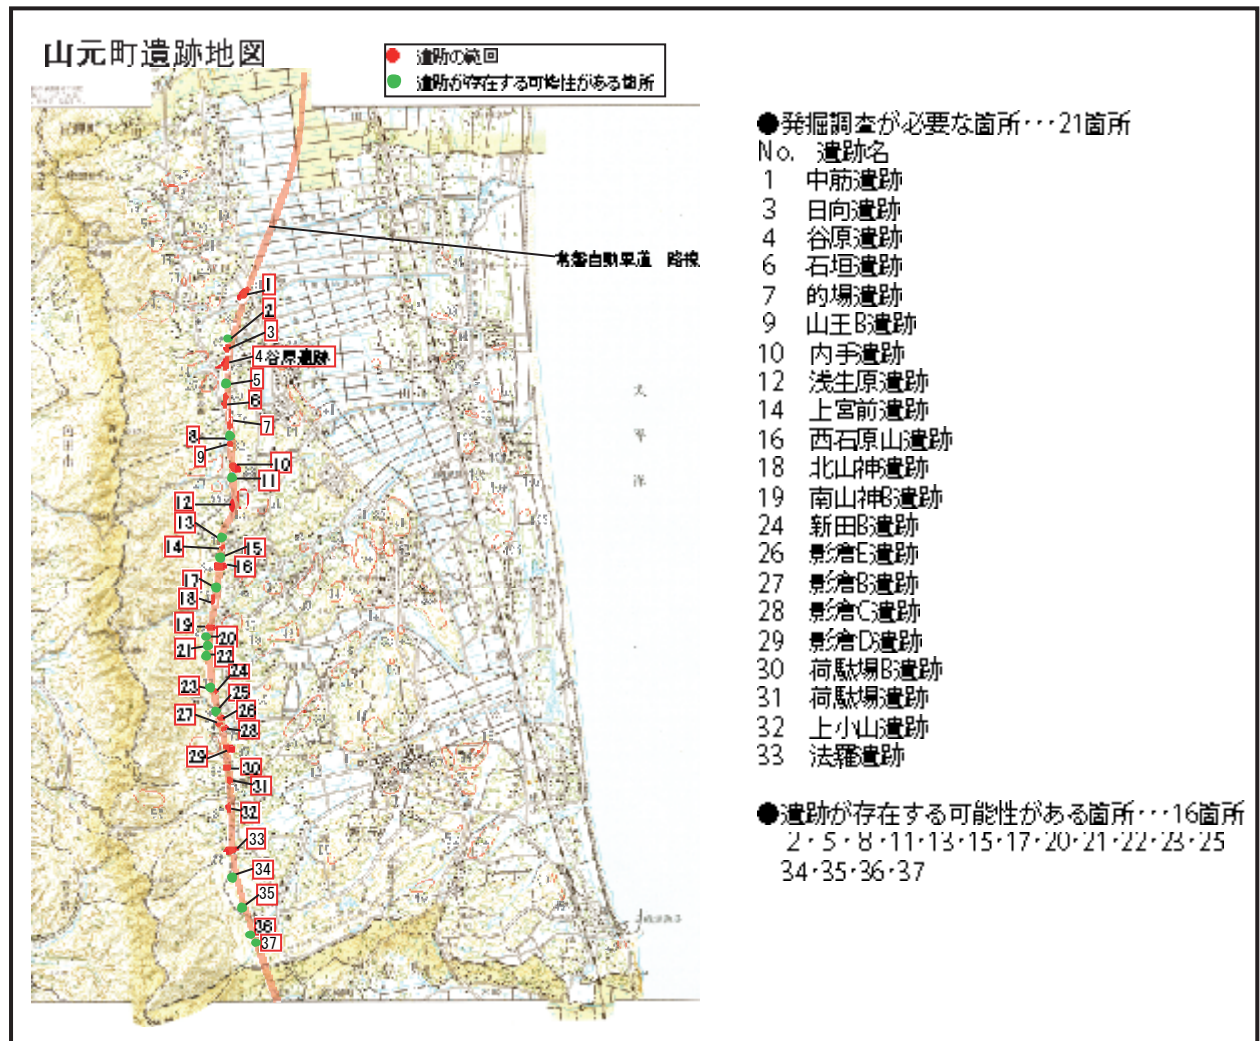 山元町遺跡地図
遺跡の範囲
遺跡が存在する可能性がある箇所
常磐自動車道 路線
1
2
3
4 谷原遺跡
5
6
7
8
9
10
11
12
13
14
15
16
17
18
19
20
21
22
23
24
25
26
27
28
29
30
31
32
33
34
35
36
37
太平洋
●発掘調査が必要な箇所・・・21箇所
No. 遺跡名
1 中筋遺跡
3 日向遺跡
4 谷原遺跡
6 石垣遺跡
7 的場遺跡
9 山王B遺跡
10 内手遺跡
12 浅生原遺跡
14 上宮前遺跡
16 西石原山遺跡
18 北山神遺跡
19 南山神B遺跡
24 新田B遺跡
26 影倉E遺跡
27 影倉B遺跡
28 影倉C遺跡
29 影倉D遺跡
30 荷駄場B遺跡
31 荷駄場遺跡
32 上小山遺跡
33 法羅遺跡
●遺跡が存在する可能性がある箇所・・・16箇所
2・5・8・11・13・15・17・20・21・22・23・25
34・35・36・37